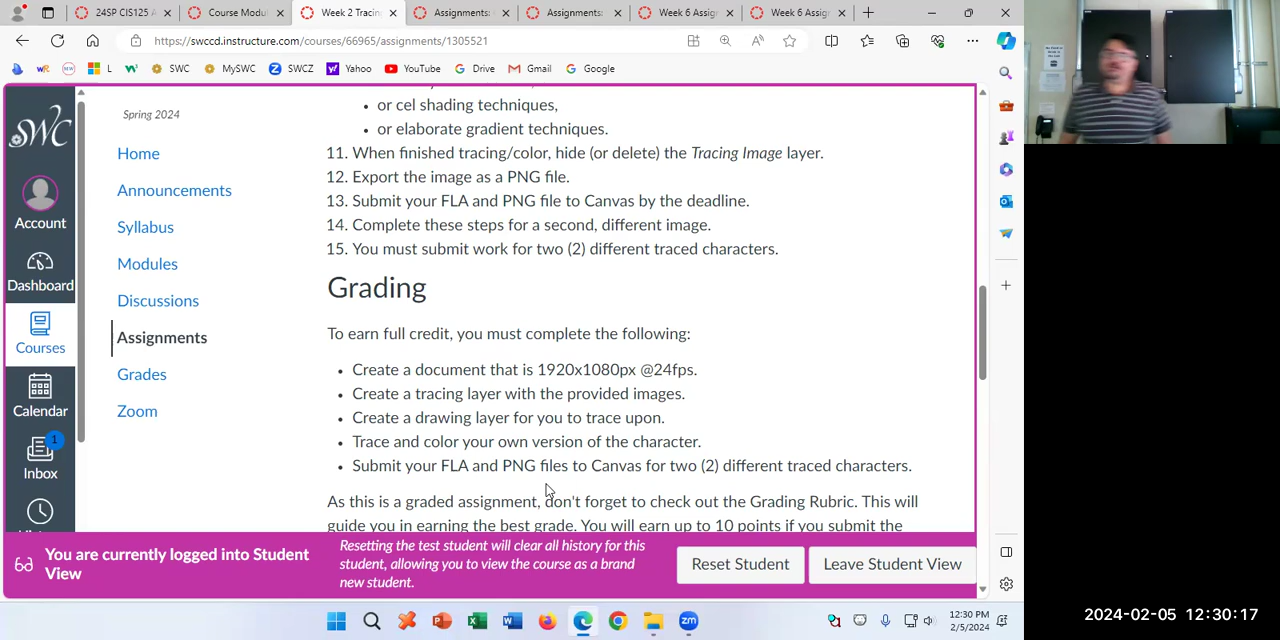 24SP CIS125 A
Course Modul
Week 2 Tracin
Assignments:
Assignments:
Week 6 Assig
Week 6 Assig
https://swccd.instructure.com/courses/66965/assignments/1305521
L
SWC
MySWC
SWCZ
Yahoo
YouTube
Drive
Gmail
Google
SWC
Account
Dashboard
Courses
Calendar
1
Inbox
Spring 2024
Home
Announcements
Syllabus
Modules
Discussions
Assignments
Grades
Zoom
• or cel shading techniques,
• or elaborate gradient techniques.
11. When finished tracing/color, hide (or delete) the Tracing Image layer.
12. Export the image as a PNG file.
13. Submit your FLA and PNG file to Canvas by the deadline.
14. Complete these steps for a second, different image.
15. You must submit work for two (2) different traced characters.
Grading
To earn full credit, you must complete the following:
• Create a document that is 1920x1080px @24fps.
• Create a tracing layer with the provided images.
• Create a drawing layer for you to trace upon.
• Trace and color your own version of the character.
• Submit your FLA and PNG files to Canvas for two (2) different traced characters.
As this is a graded assignment, don't forget to check out the Grading Rubric. This will
guide you in earning the best grade. You will earn up to 10 points if you submit the
You are currently logged into Student
View
Resetting the test student will clear all history for this
student, allowing you to view the course as a brand
new student.
Reset Student
Leave Student View
12:30 PM
2/5/2024
2024-02-05 12:30:17